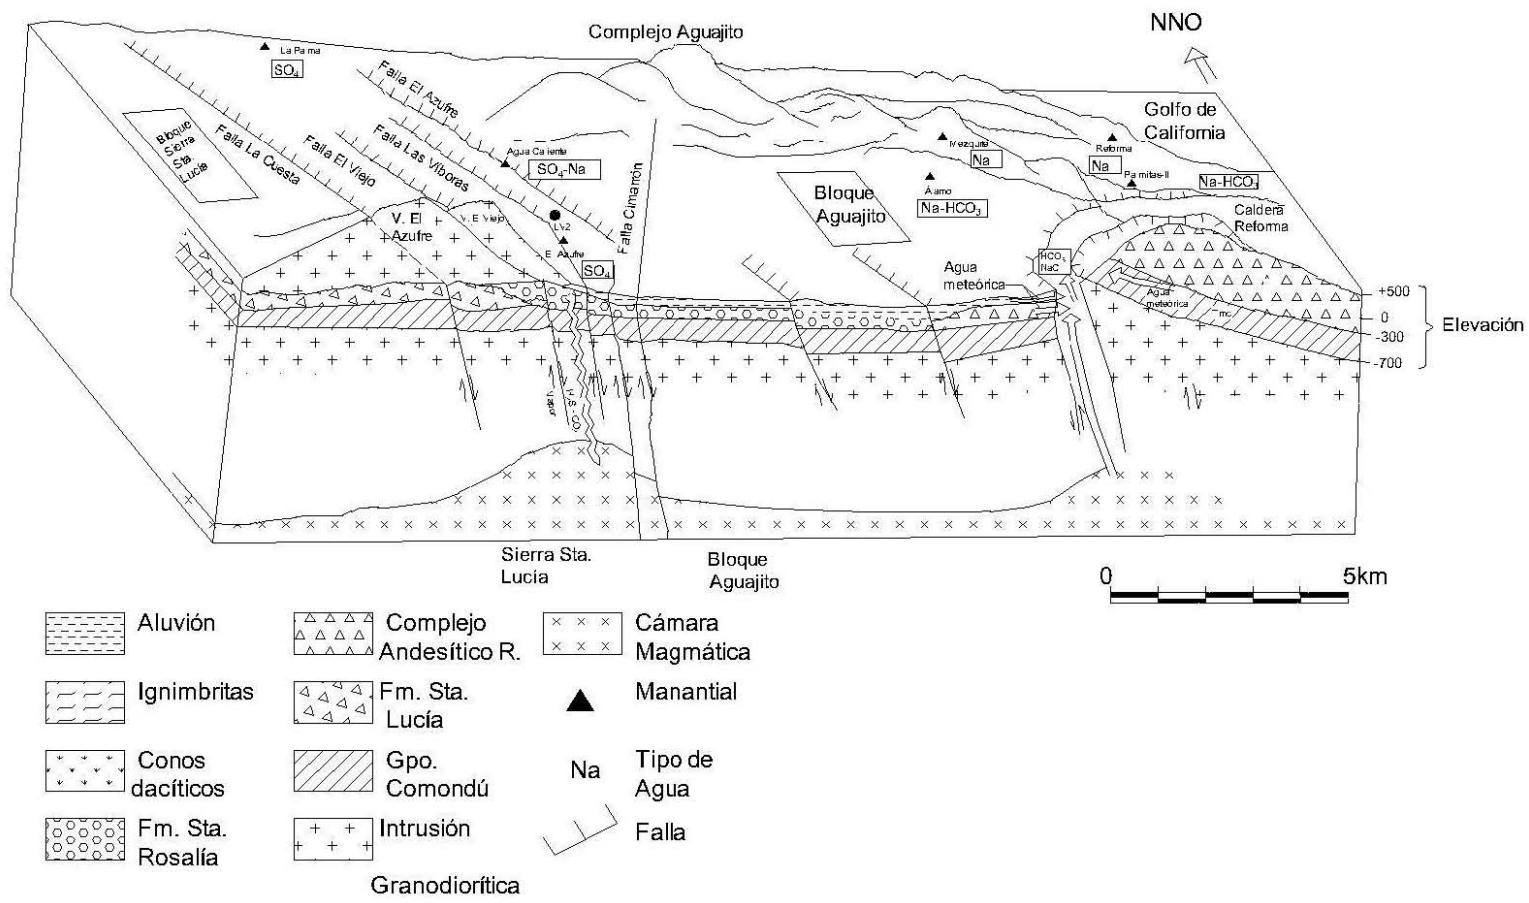 NNO
Complejo Aguajito
La Palma
SO₄
Falla El Azufre
Golfo de
California
Bloque
Sierra
Sta.
Lucía
Falla La Cuesta
Falla El Viejo
Falla Las Víboras
Agua Caliente
SO₄-Na
Falla Cimarrón
Mezquite
Na
Reforma
Na
Palmitas-II
Na-HCO₃
Bloque
Aguajito
Alamo
Na-HCO₃
Caldera
Reforma
V. El
Azufre
V. El Viejo
Lv2
E. Azufre
SO₄
Agua
meteórica
HCO₃
Agua
meteórica
+500
0
-300
-700
Elevación
Vapor
Sierra Sta.
Lucía
Bloque
Aguajito
0
5km
Aluvión
Ignimbritas
Conos
dacíticos
Fm. Sta.
Rosalía
Complejo
Andesítico R.
Fm. Sta.
Lucía
Gpo.
Comondú
Intrusión
Granodiorítica
Cámara
Magmática
Manantial
Na
Tipo de
Agua
Falla